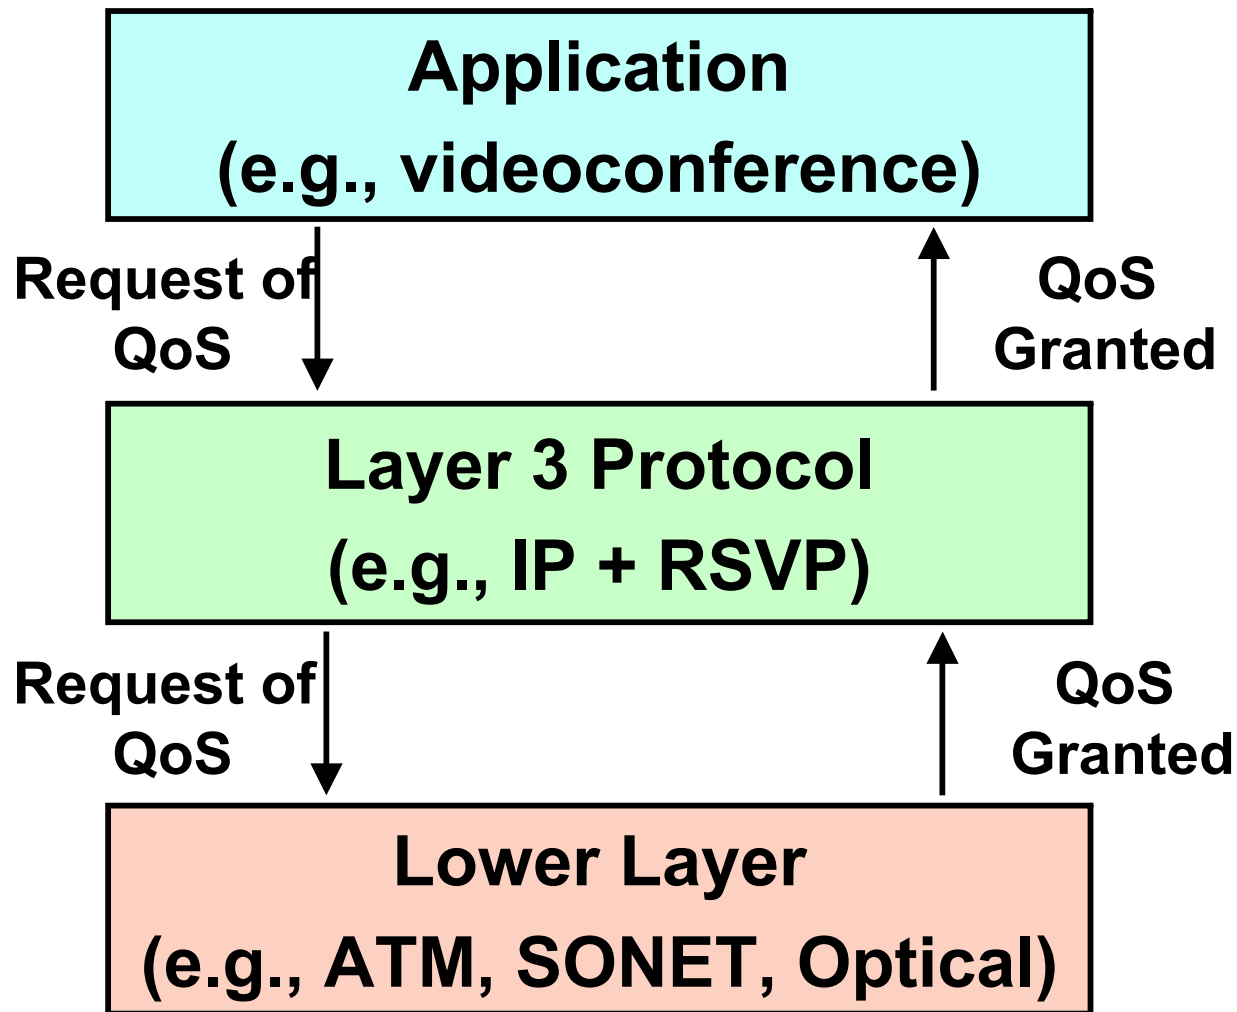 Application
(e.g., videoconference)
Request of
QoS
QoS
Granted
Layer 3 Protocol
(e.g., IP + RSVP)
Request of
QoS
QoS
Granted
Lower Layer
(e.g., ATM, SONET, Optical)